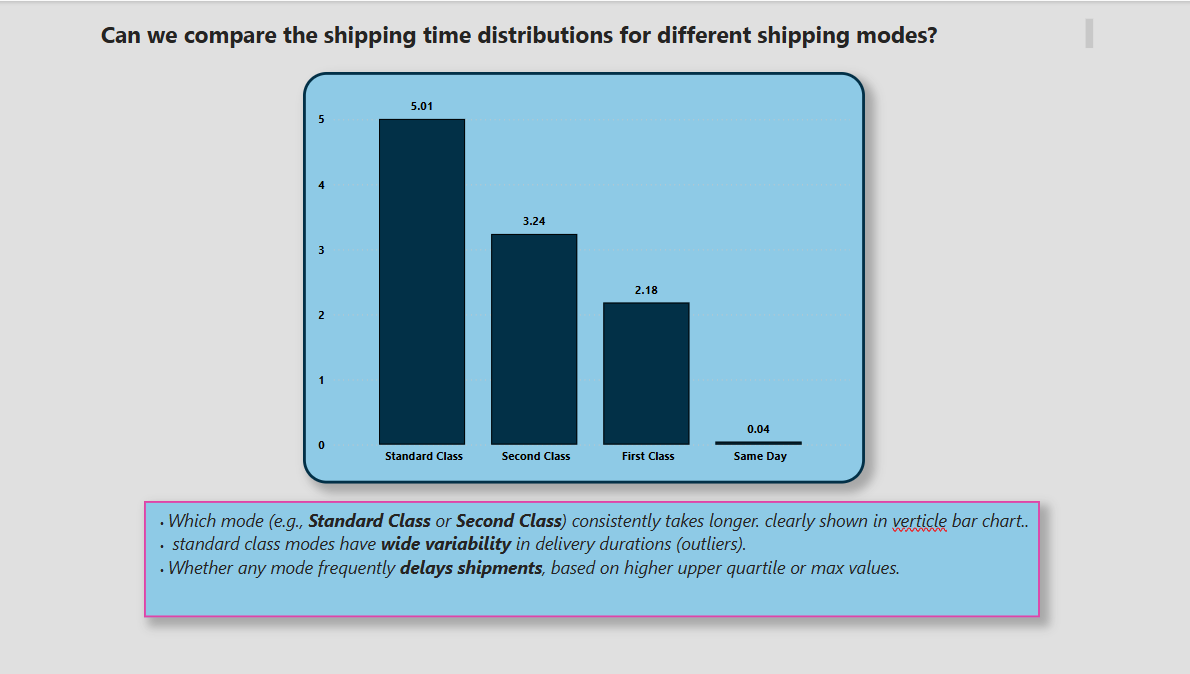 Can we compare the shipping time distributions for different shipping modes?
5.01
5
4
3.24
3
2.18
2
1
0.04
0
Standard Class Second Class First Class Same Day
• Which mode (e.g., Standard Class or Second Class) consistently takes longer. clearly shown in verticle bar chart..
• standard class modes have wide variability in delivery durations (outliers).
• Whether any mode frequently delays shipments, based on higher upper quartile or max values.